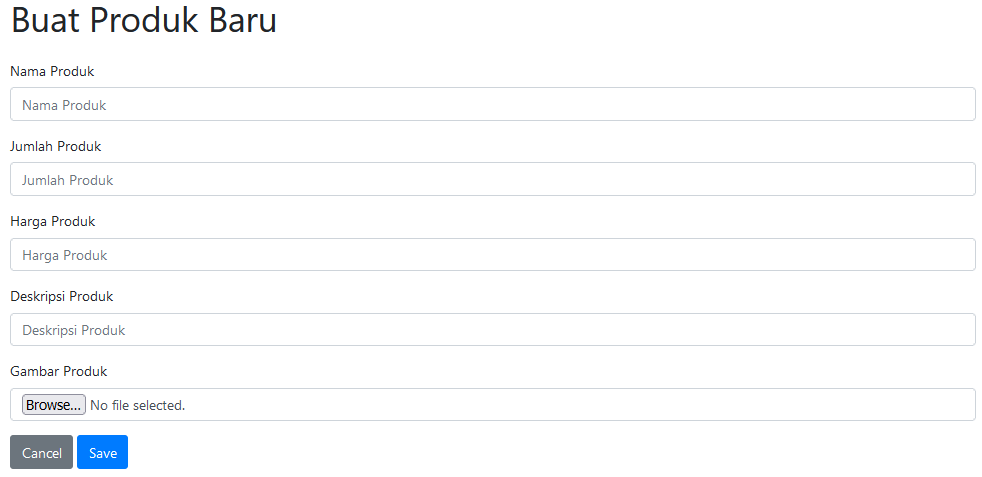 Buat Produk Baru
Nama Produk
Nama Produk
Jumlah Produk
Jumlah Produk
Harga Produk
Harga Produk
Deskripsi Produk
Deskripsi Produk
Gambar Produk
Browse... No file selected.
Cancel Save